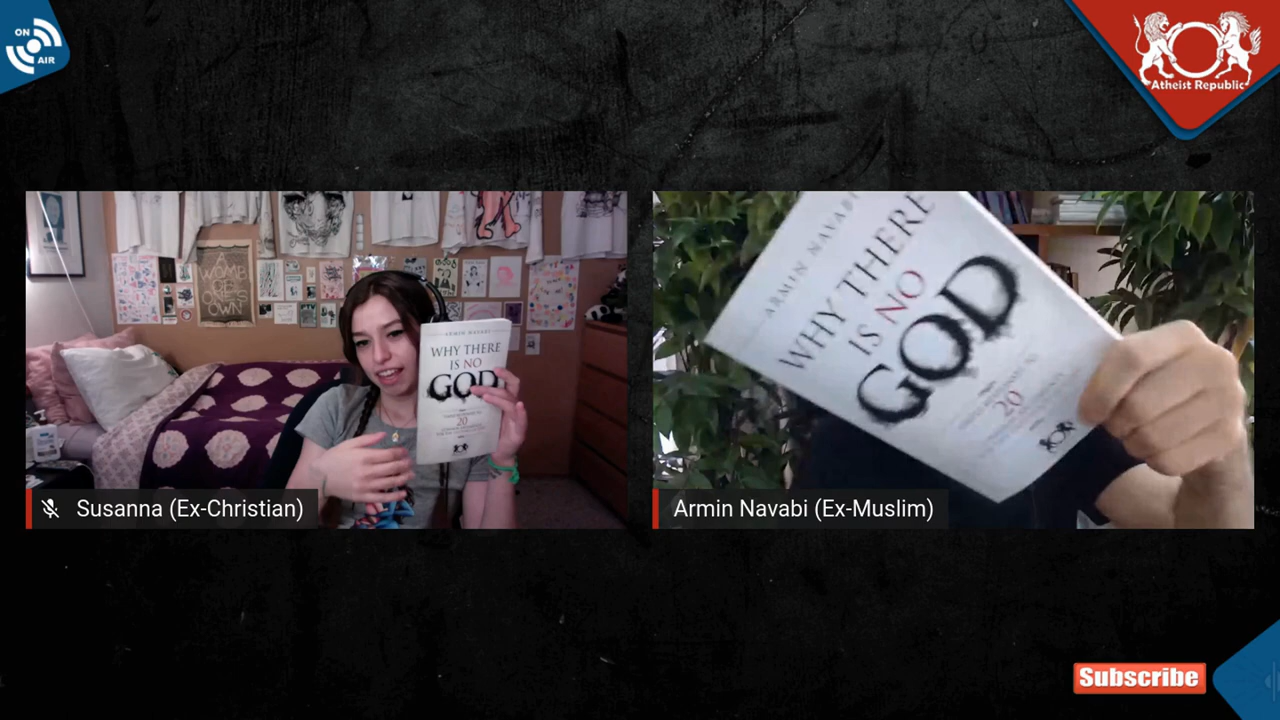 ON
AIR
Atheist Republic
A
WOMB
OF
ONE'S
OWN
ARMIN NAVABI
WHY THERE
IS NO
GOD
20
Susanna (Ex-Christian)
ARMIN NAVABI
WHY THERE
IS NO
GOD
20
Armin Navabi (Ex-Muslim)
Subscribe